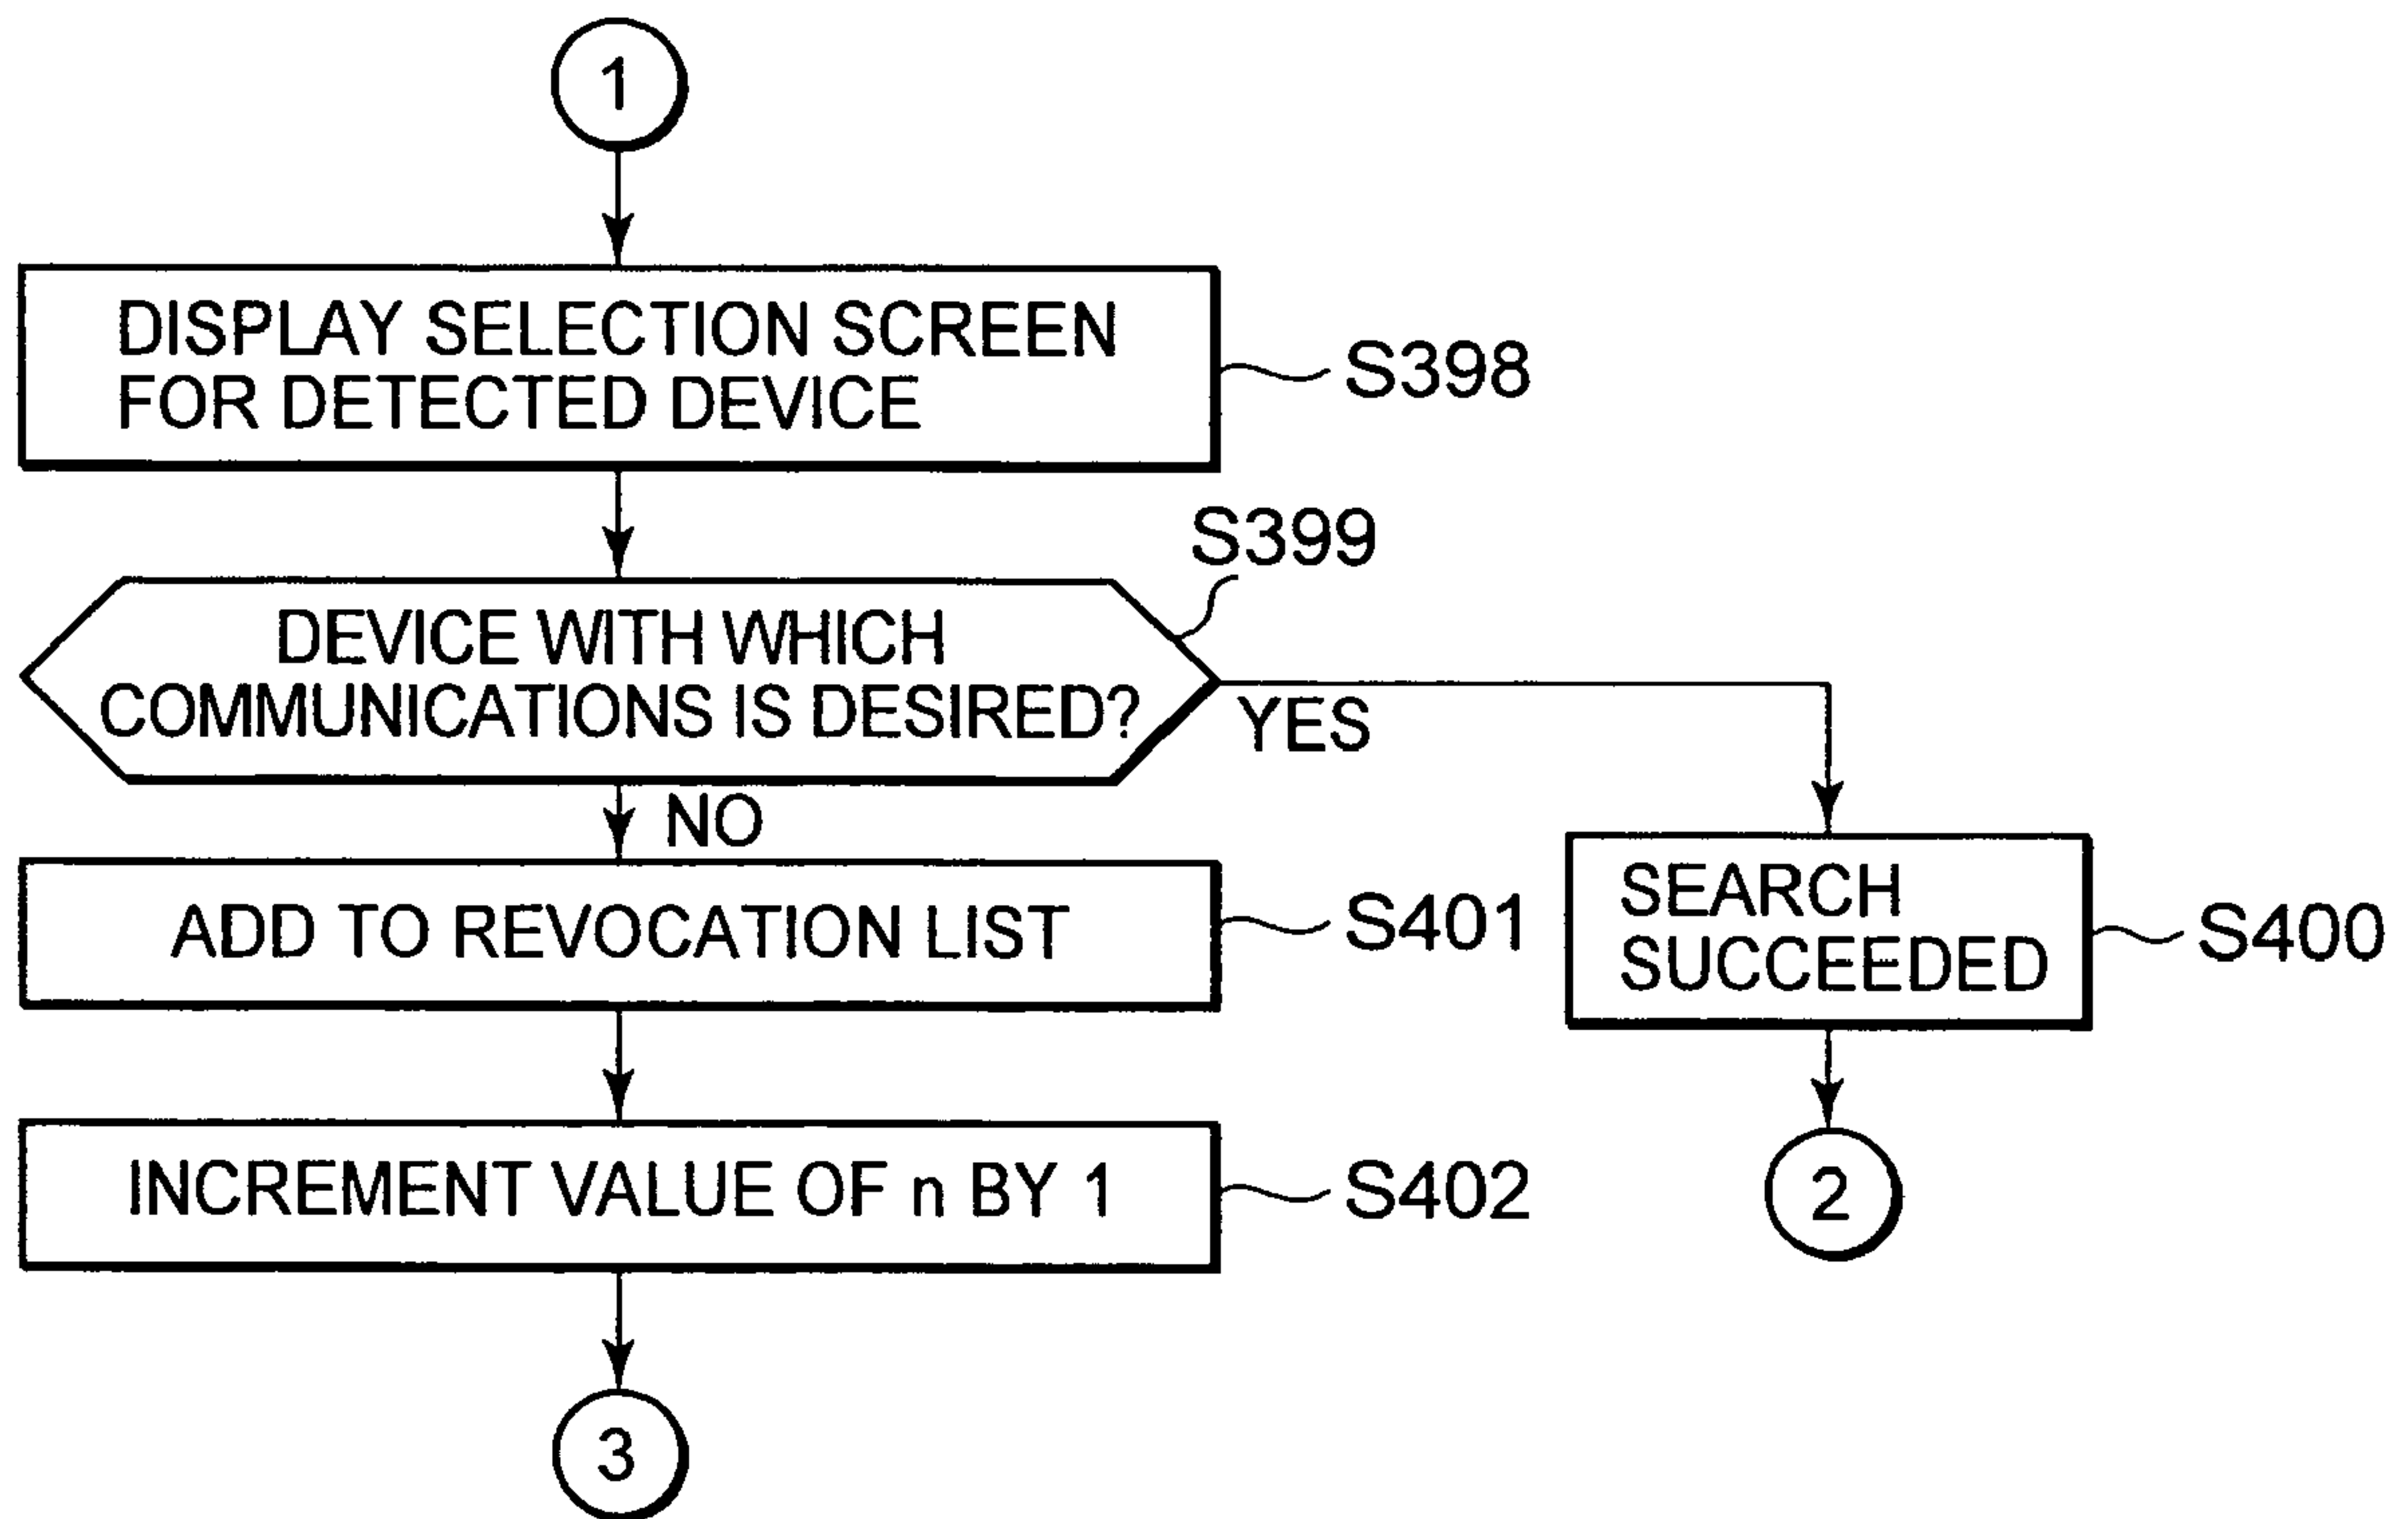 1
DISPLAY SELECTION SCREEN
FOR DETECTED DEVICE
S398
S399
DEVICE WITH WHICH
COMMUNICATIONS IS DESIRED?
YES
NO
ADD TO REVOCATION LIST
S401
SEARCH
SUCCEEDED
S400
INCREMENT VALUE OF n BY 1
S402
2
3